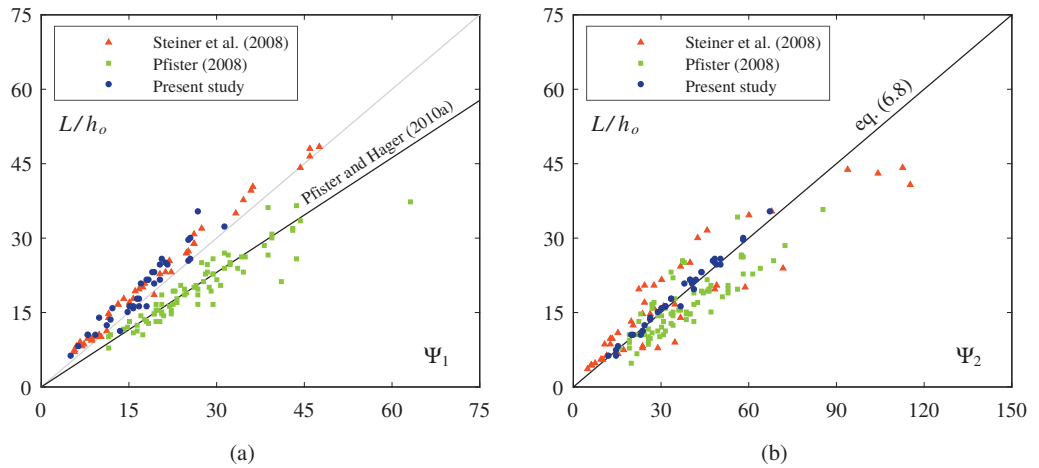 75
60
45
30
15
0
Steiner et al. (2008)
Pfister (2008)
Present study
L/h_o
Pfister and Hager (2010a)
Ψ_1
0 15 30 45 60 75
(a)
75
60
45
30
15
0
Steiner et al. (2008)
Pfister (2008)
Present study
L/h_o
eq. (6.8)
Ψ_2
0 30 60 90 120 150
(b)